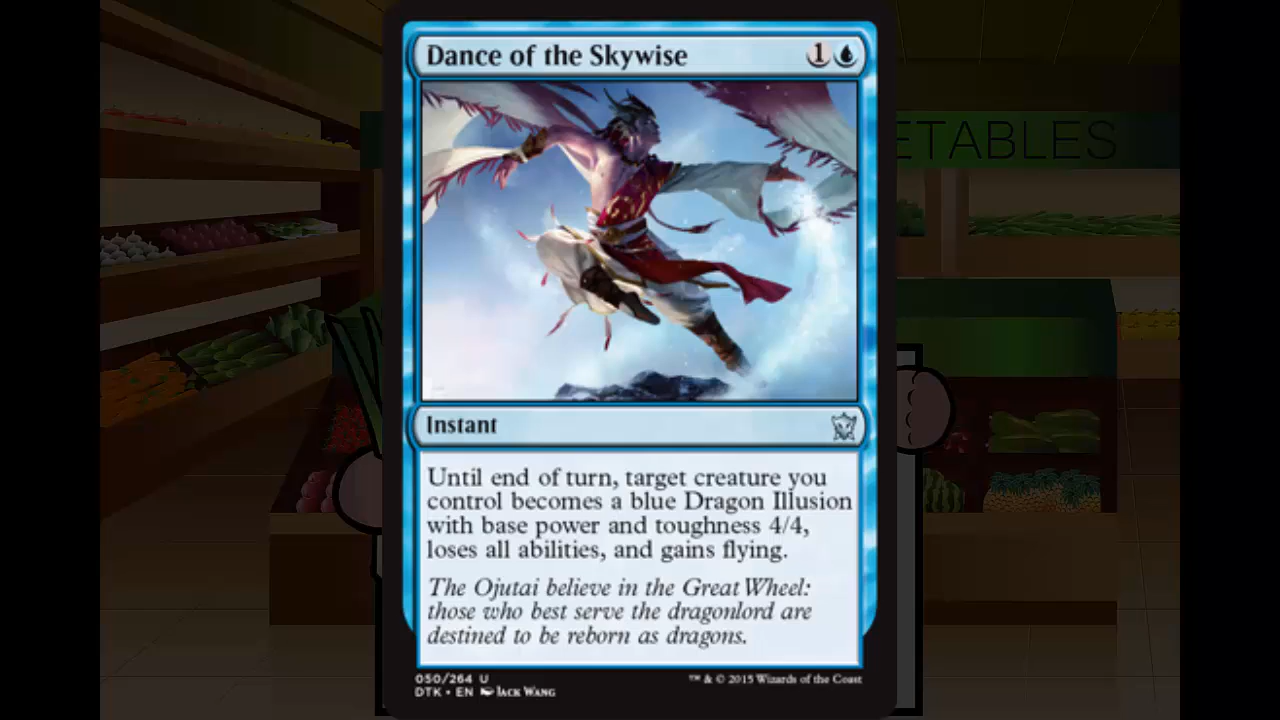 Dance of the Skywise 1
ETABLES
Instant
Until end of turn, target creature you
control becomes a blue Dragon Illusion
with base power and toughness 4/4,
loses all abilities, and gains flying.
The Ojutai believe in the Great Wheel:
those who best serve the dragonlord are
destined to be reborn as dragons.
050/264 U
DTK • EN Jack Wang
™ & © 2015 Wizards of the Coast